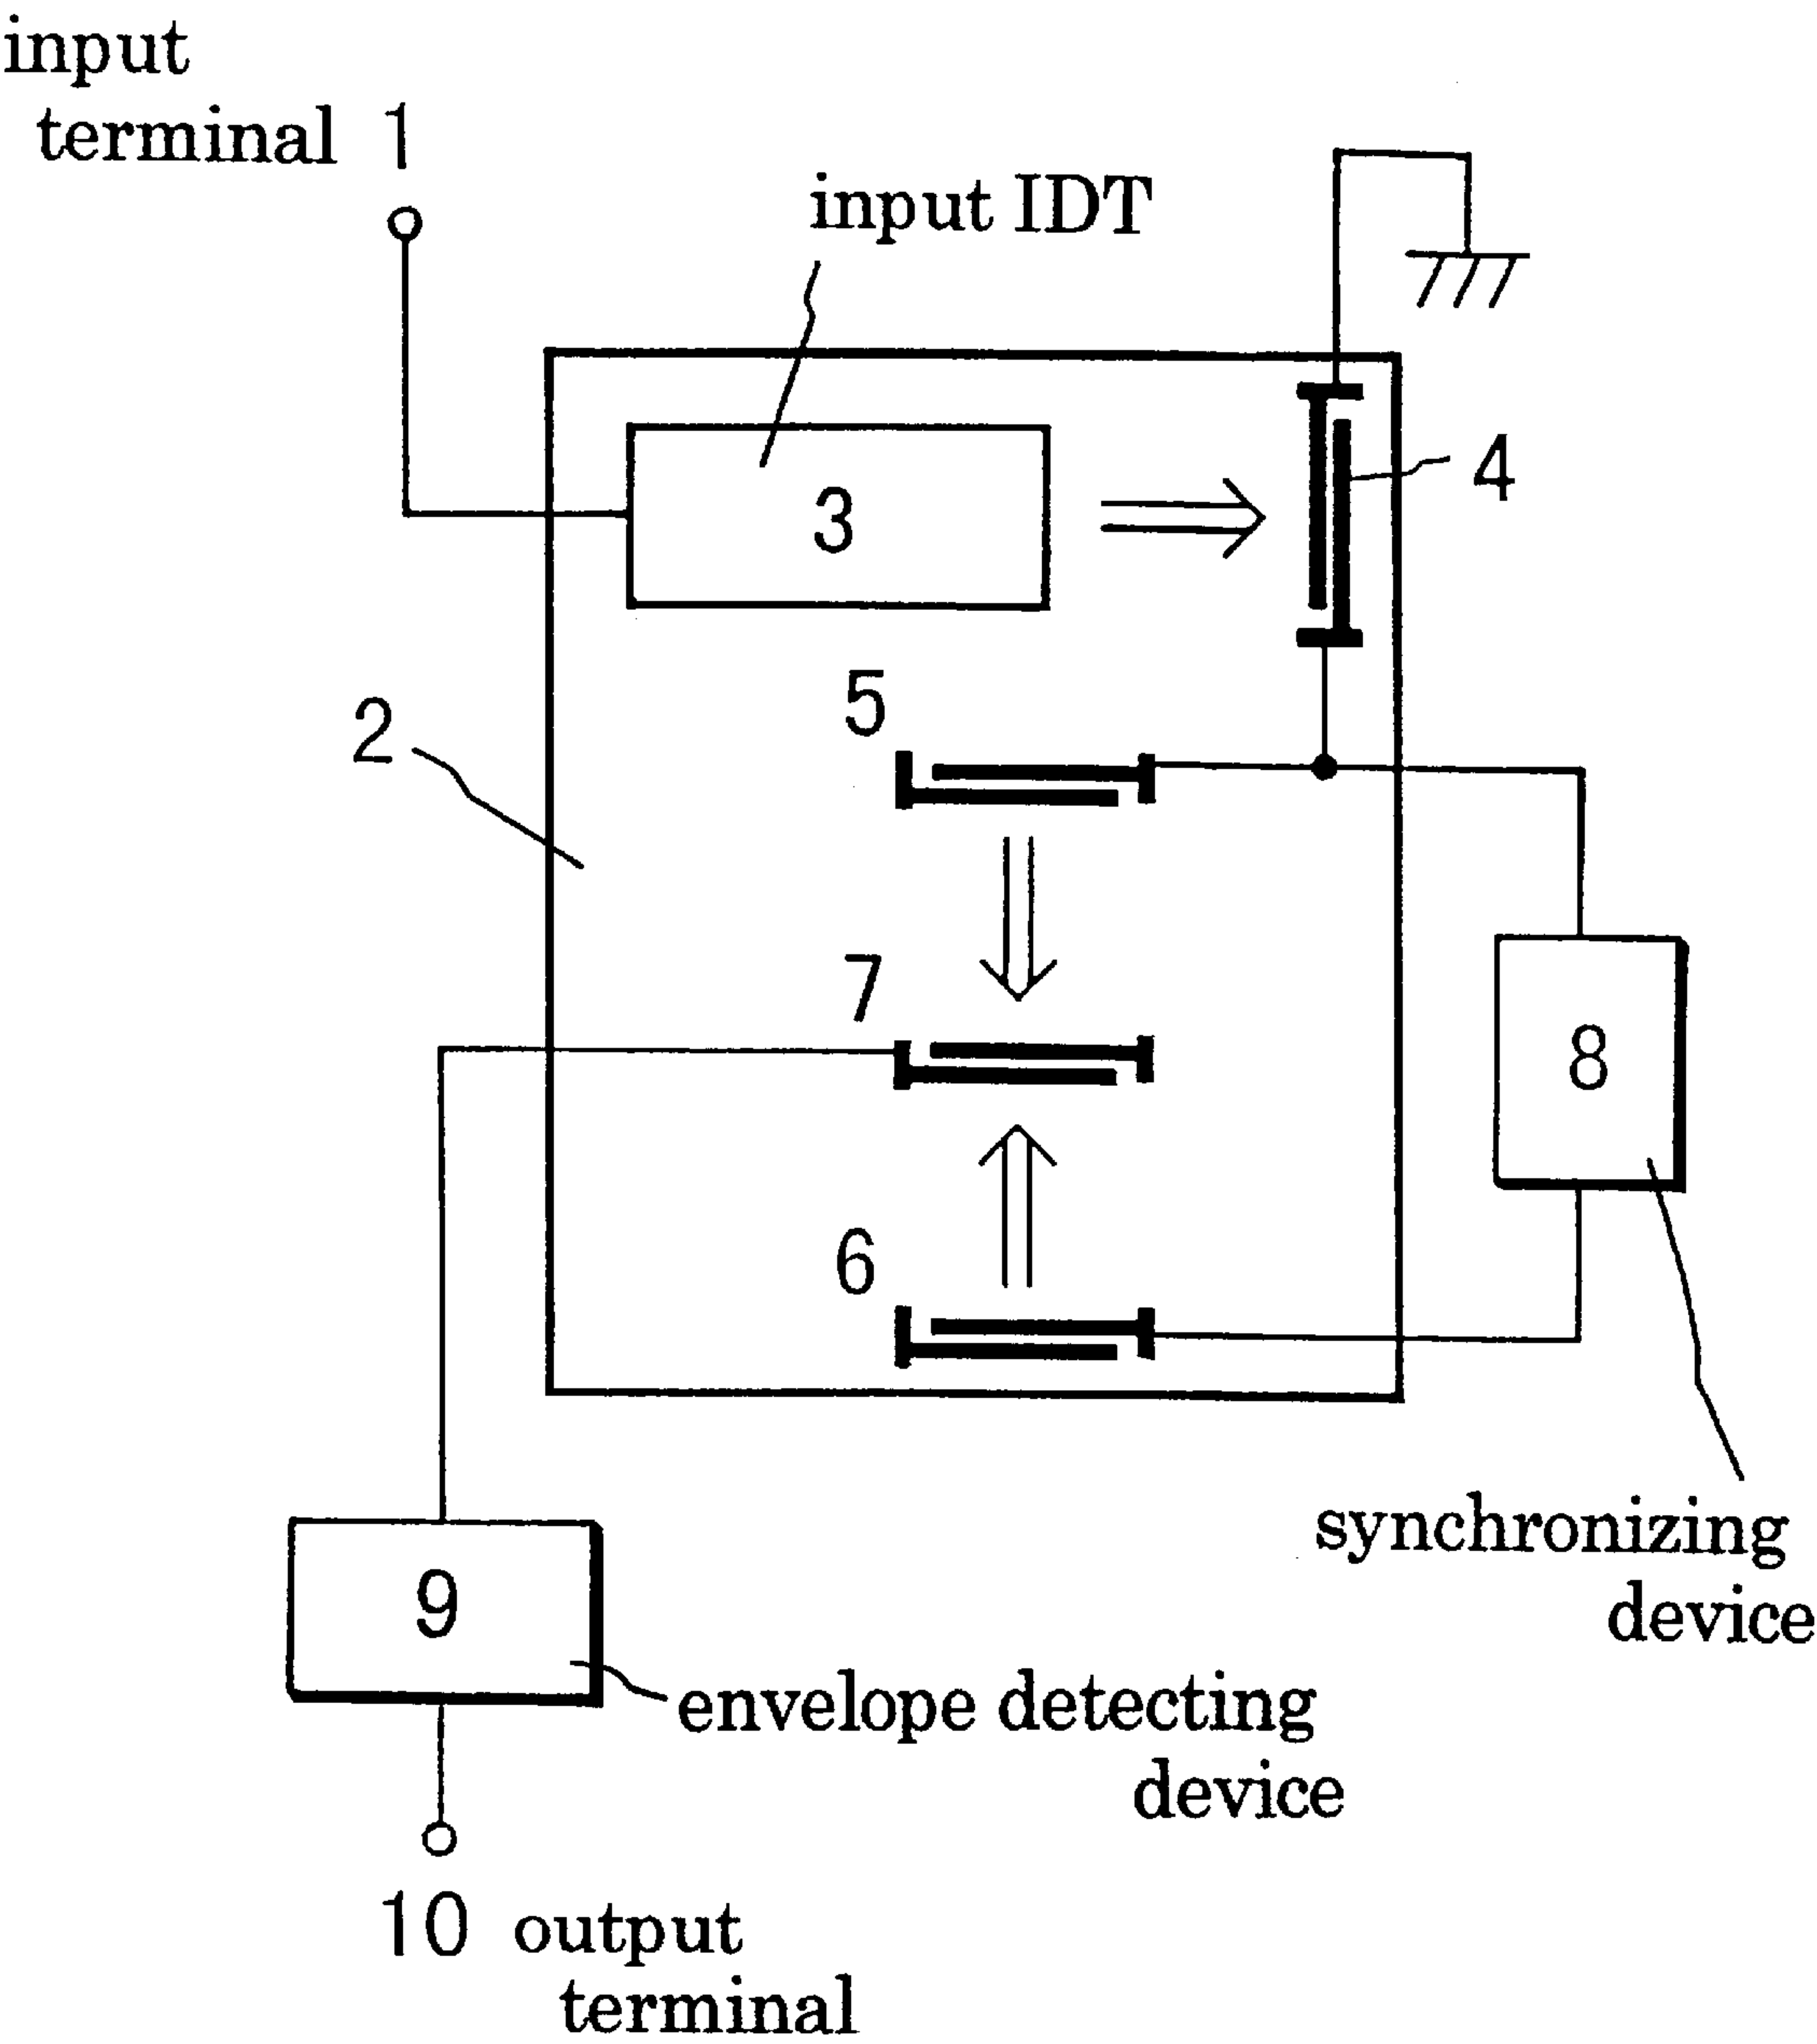 input
terminal 1
input IDT
3
4
5
2
7
8
6
synchronizing
device
9
envelope detecting
device
10 output
terminal